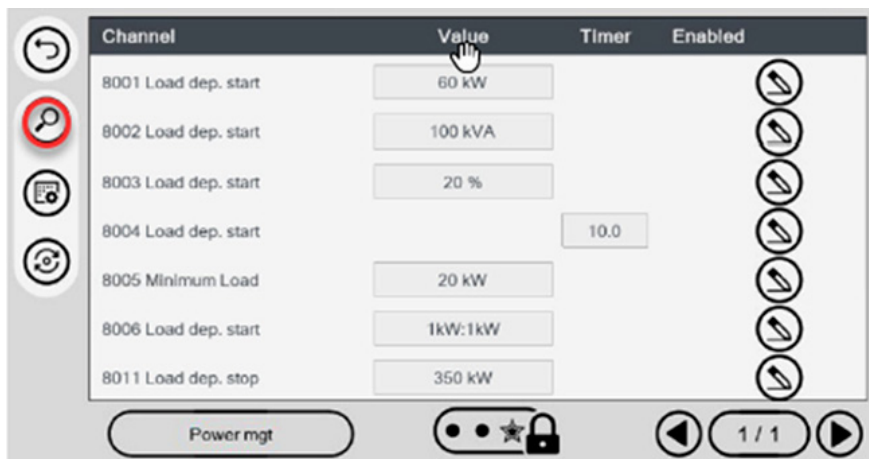 Channel Value Timer Enabled
8001 Load dep. start 60 kW
8002 Load dep. start 100 kVA
8003 Load dep. start 20 %
8004 Load dep. start 10.0
8005 Minimum Load 20 kW
8006 Load dep. start 1kW:1kW
8011 Load dep. stop 350 kW
Power mgt 1 / 1